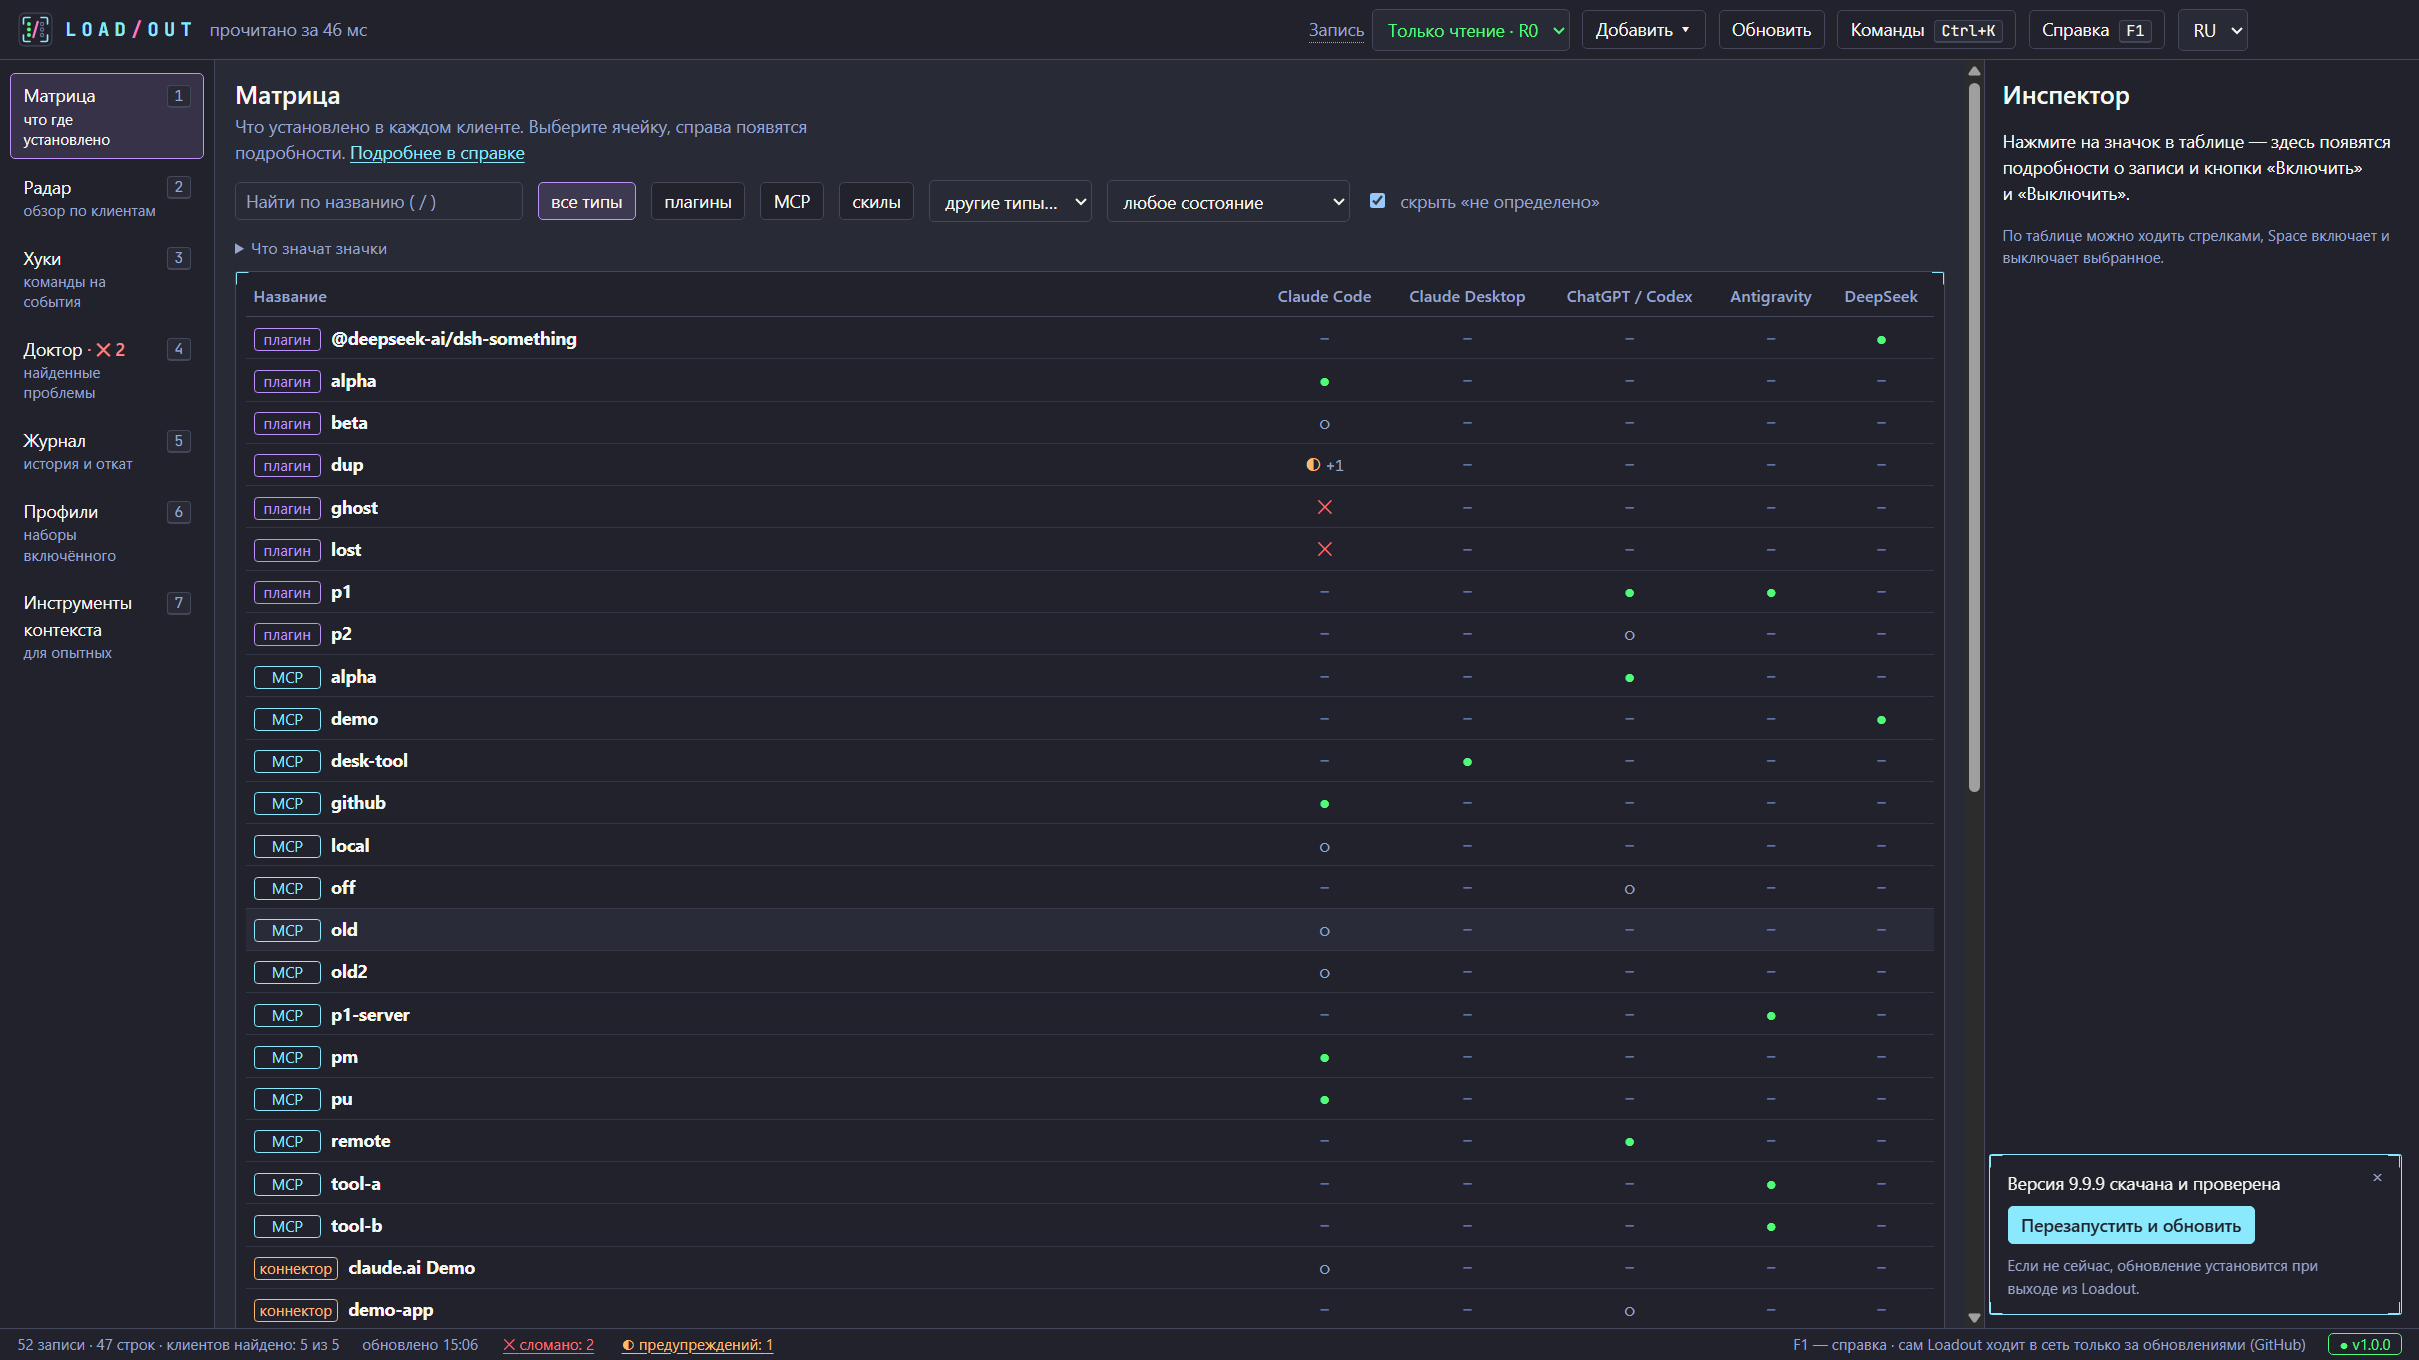 LOAD/OUT прочитано за 46 мс Запись Только чтение · R0 Добавить ▾ Обновить Команды Ctrl+K Справка F1 RU
Матрица 1
что где
установлено
Радар 2
обзор по клиентам
Хуки 3
команды на
события
Доктор · ✕ 2 4
найденные
проблемы
Журнал 5
история и откат
Профили 6
наборы
включённого
Инструменты 7
контекста
для опытных
Матрица
Что установлено в каждом клиенте. Выберите ячейку, справа появятся
подробности. Подробнее в справке
Найти по названию ( / ) все типы плагины MCP скилы другие типы... любое состояние скрыть «не определено»
▶ Что значат значки
Название Claude Code Claude Desktop ChatGPT / Codex Antigravity DeepSeek
плагин @deepseek-ai/dsh-something – – – – ●
плагин alpha ● – – – –
плагин beta ○ – – – –
плагин dup ◐ +1 – – – –
плагин ghost ✕ – – – –
плагин lost ✕ – – – –
плагин p1 – – ● ● –
плагин p2 – – ○ – –
MCP alpha – – ● – –
MCP demo – – – – ●
MCP desk-tool – ● – – –
MCP github ● – – – –
MCP local ○ – – – –
MCP off – – ○ – –
MCP old ○ – – – –
MCP old2 ○ – – – –
MCP p1-server – – – ● –
MCP pm ● – – – –
MCP pu ● – – – –
MCP remote – – ● – –
MCP tool-a – – – ● –
MCP tool-b – – – ● –
коннектор claude.ai Demo ○ – – – –
коннектор demo-app – – ○ – –
Инспектор
Нажмите на значок в таблице — здесь появятся
подробности о записи и кнопки «Включить»
и «Выключить».
По таблице можно ходить стрелками, Space включает и
выключает выбранное.
Версия 9.9.9 скачана и проверена ×
Перезапустить и обновить
Если не сейчас, обновление установится при
выходе из Loadout.
52 записи · 47 строк · клиентов найдено: 5 из 5 обновлено 15:06 ✕ сломано: 2 ◐ предупреждений: 1 F1 — справка · сам Loadout ходит в сеть только за обновлениями (GitHub) ● v1.0.0